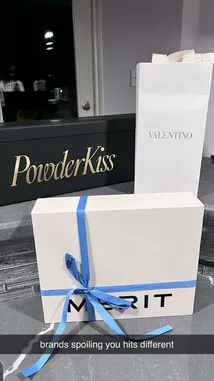 VALENTINO
PowderKiss
MERIT
brands spoiling you hits different